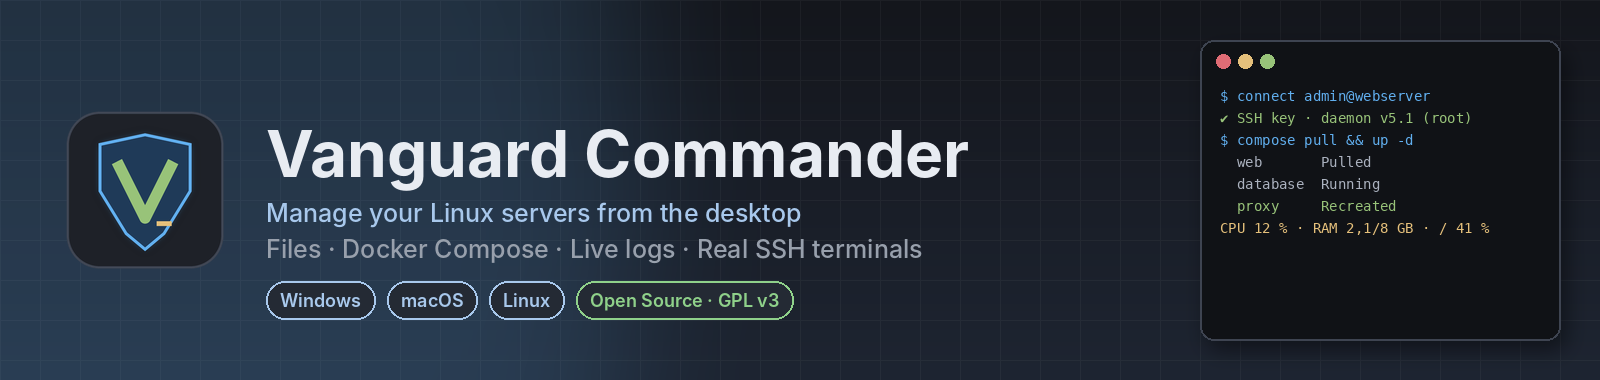 Vanguard Commander
Manage your Linux servers from the desktop
Files · Docker Compose · Live logs · Real SSH terminals
Windows macOS Linux Open Source · GPL v3
$ connect admin@webserver
✔ SSH key · daemon v5.1 (root)
$ compose pull && up -d
web Pulled
database Running
proxy Recreated
CPU 12 % · RAM 2,1/8 GB · / 41 %